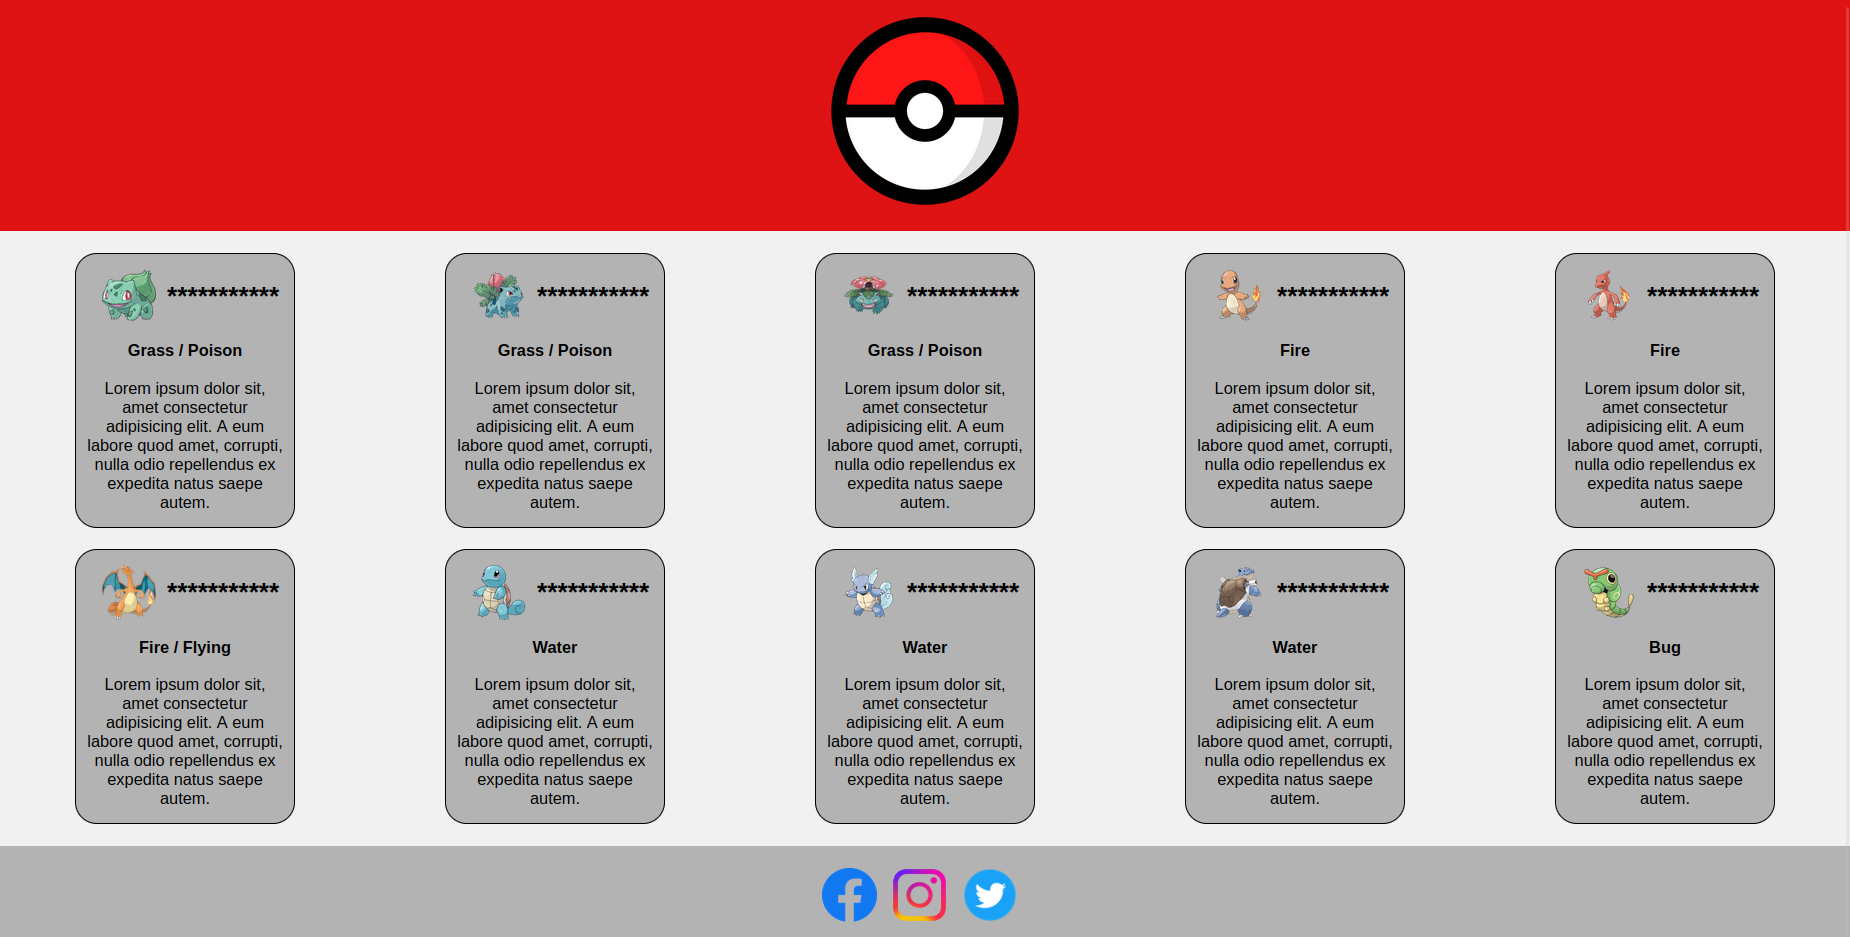 ***********
Grass / Poison
Lorem ipsum dolor sit,
amet consectetur
adipisicing elit. A eum
labore quod amet, corrupti,
nulla odio repellendus ex
expedita natus saepe
autem.
***********
Grass / Poison
Lorem ipsum dolor sit,
amet consectetur
adipisicing elit. A eum
labore quod amet, corrupti,
nulla odio repellendus ex
expedita natus saepe
autem.
***********
Grass / Poison
Lorem ipsum dolor sit,
amet consectetur
adipisicing elit. A eum
labore quod amet, corrupti,
nulla odio repellendus ex
expedita natus saepe
autem.
***********
Fire
Lorem ipsum dolor sit,
amet consectetur
adipisicing elit. A eum
labore quod amet, corrupti,
nulla odio repellendus ex
expedita natus saepe
autem.
***********
Fire
Lorem ipsum dolor sit,
amet consectetur
adipisicing elit. A eum
labore quod amet, corrupti,
nulla odio repellendus ex
expedita natus saepe
autem.
***********
Fire / Flying
Lorem ipsum dolor sit,
amet consectetur
adipisicing elit. A eum
labore quod amet, corrupti,
nulla odio repellendus ex
expedita natus saepe
autem.
***********
Water
Lorem ipsum dolor sit,
amet consectetur
adipisicing elit. A eum
labore quod amet, corrupti,
nulla odio repellendus ex
expedita natus saepe
autem.
***********
Water
Lorem ipsum dolor sit,
amet consectetur
adipisicing elit. A eum
labore quod amet, corrupti,
nulla odio repellendus ex
expedita natus saepe
autem.
***********
Water
Lorem ipsum dolor sit,
amet consectetur
adipisicing elit. A eum
labore quod amet, corrupti,
nulla odio repellendus ex
expedita natus saepe
autem.
***********
Bug
Lorem ipsum dolor sit,
amet consectetur
adipisicing elit. A eum
labore quod amet, corrupti,
nulla odio repellendus ex
expedita natus saepe
autem.